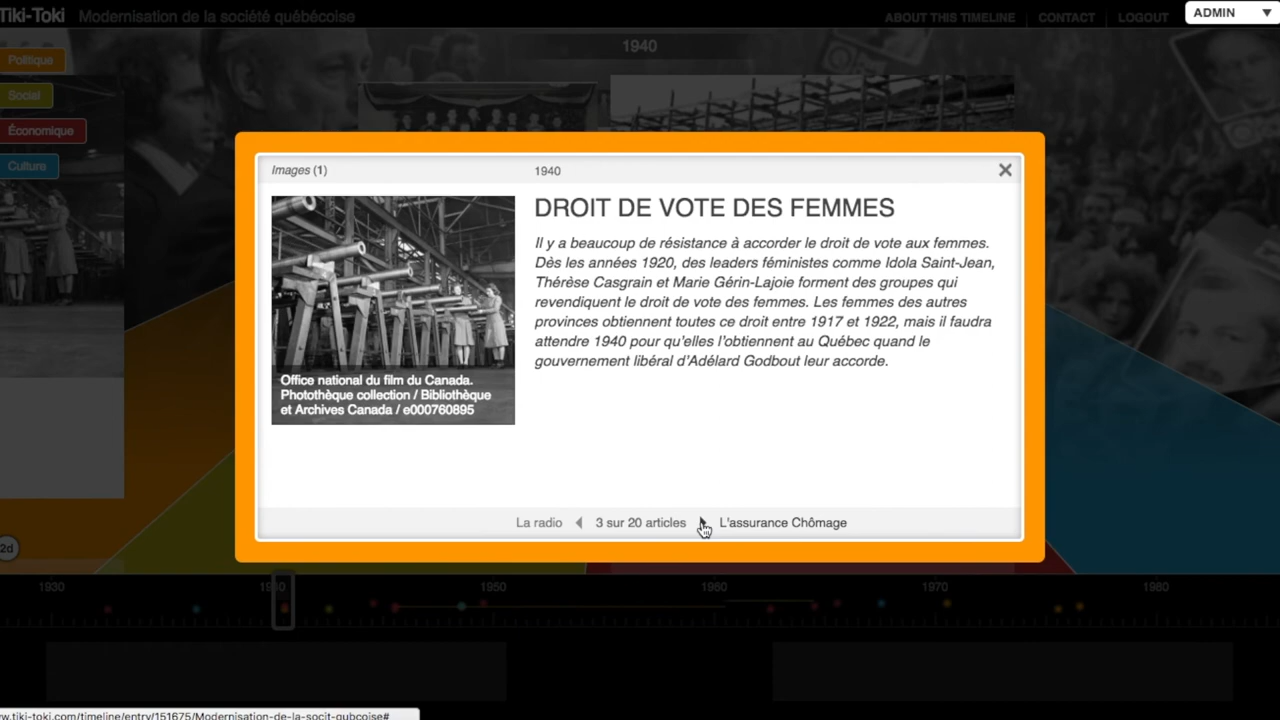 Tiki-Toki Modernisation de la société québécoise
ABOUT THIS TIMELINE CONTACT LOGOUT ADMIN
1940
Politique
Social
Économique
Culture
Images (1)
1940
DROIT DE VOTE DES FEMMES
Il y a beaucoup de résistance à accorder le droit de vote aux femmes.
Dès les années 1920, des leaders féministes comme Idola Saint-Jean,
Thérèse Casgrain et Marie Gérin-Lajoie forment des groupes qui
revendiquent le droit de vote des femmes. Les femmes des autres
provinces obtiennent toutes ce droit entre 1917 et 1922, mais il faudra
attendre 1940 pour qu'elles l'obtiennent au Québec quand le
gouvernement libéral d'Adélard Godbout leur accorde.
Office national du film du Canada.
Photothèque collection / Bibliothèque
et Archives Canada / e000760895
La radio 3 sur 20 articles L'assurance Chômage
2d
1930 1940 1950 1960 1970 1980
w.tiki-toki.com/timeline/entry/151675/Modernisation-de-la-socit-qubcoise#